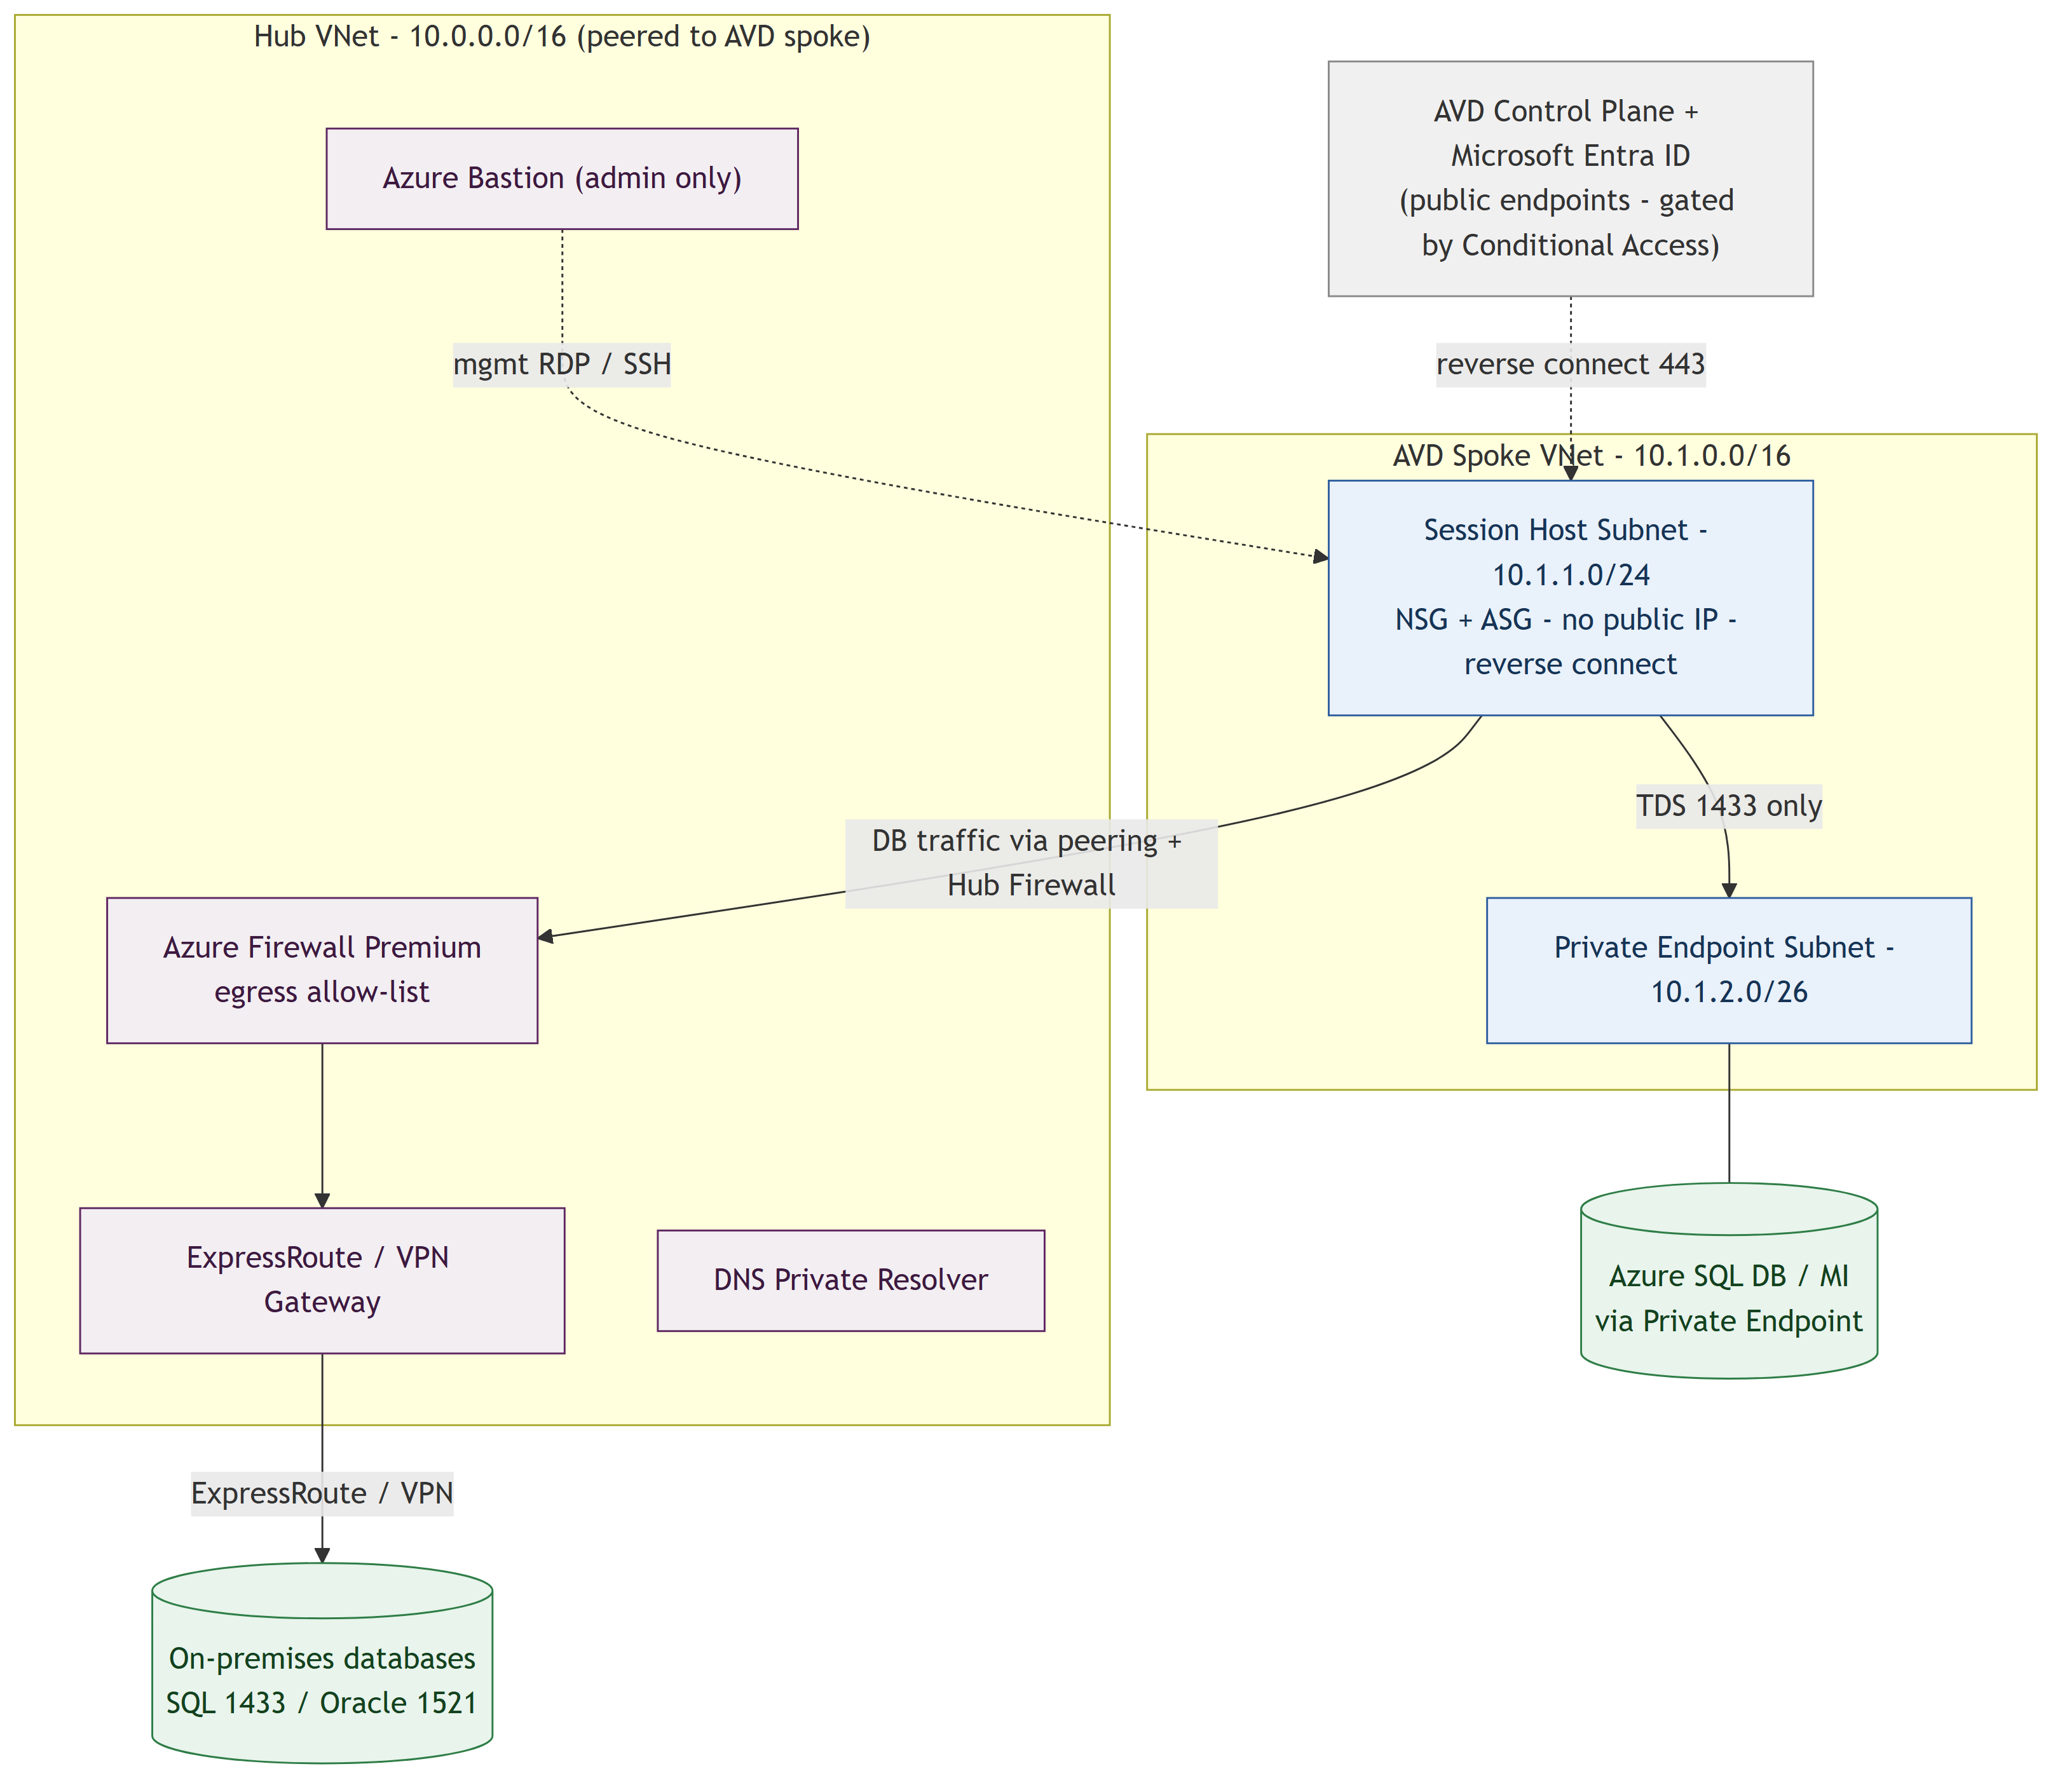 Hub VNet - 10.0.0.0/16 (peered to AVD spoke)
Azure Bastion (admin only)
AVD Control Plane +
Microsoft Entra ID
(public endpoints - gated
by Conditional Access)
mgmt RDP / SSH
reverse connect 443
AVD Spoke VNet - 10.1.0.0/16
Session Host Subnet -
10.1.1.0/24
NSG + ASG - no public IP -
reverse connect
TDS 1433 only
DB traffic via peering +
Hub Firewall
Azure Firewall Premium
egress allow-list
Private Endpoint Subnet -
10.1.2.0/26
ExpressRoute / VPN
Gateway
DNS Private Resolver
Azure SQL DB / MI
via Private Endpoint
ExpressRoute / VPN
On-premises databases
SQL 1433 / Oracle 1521